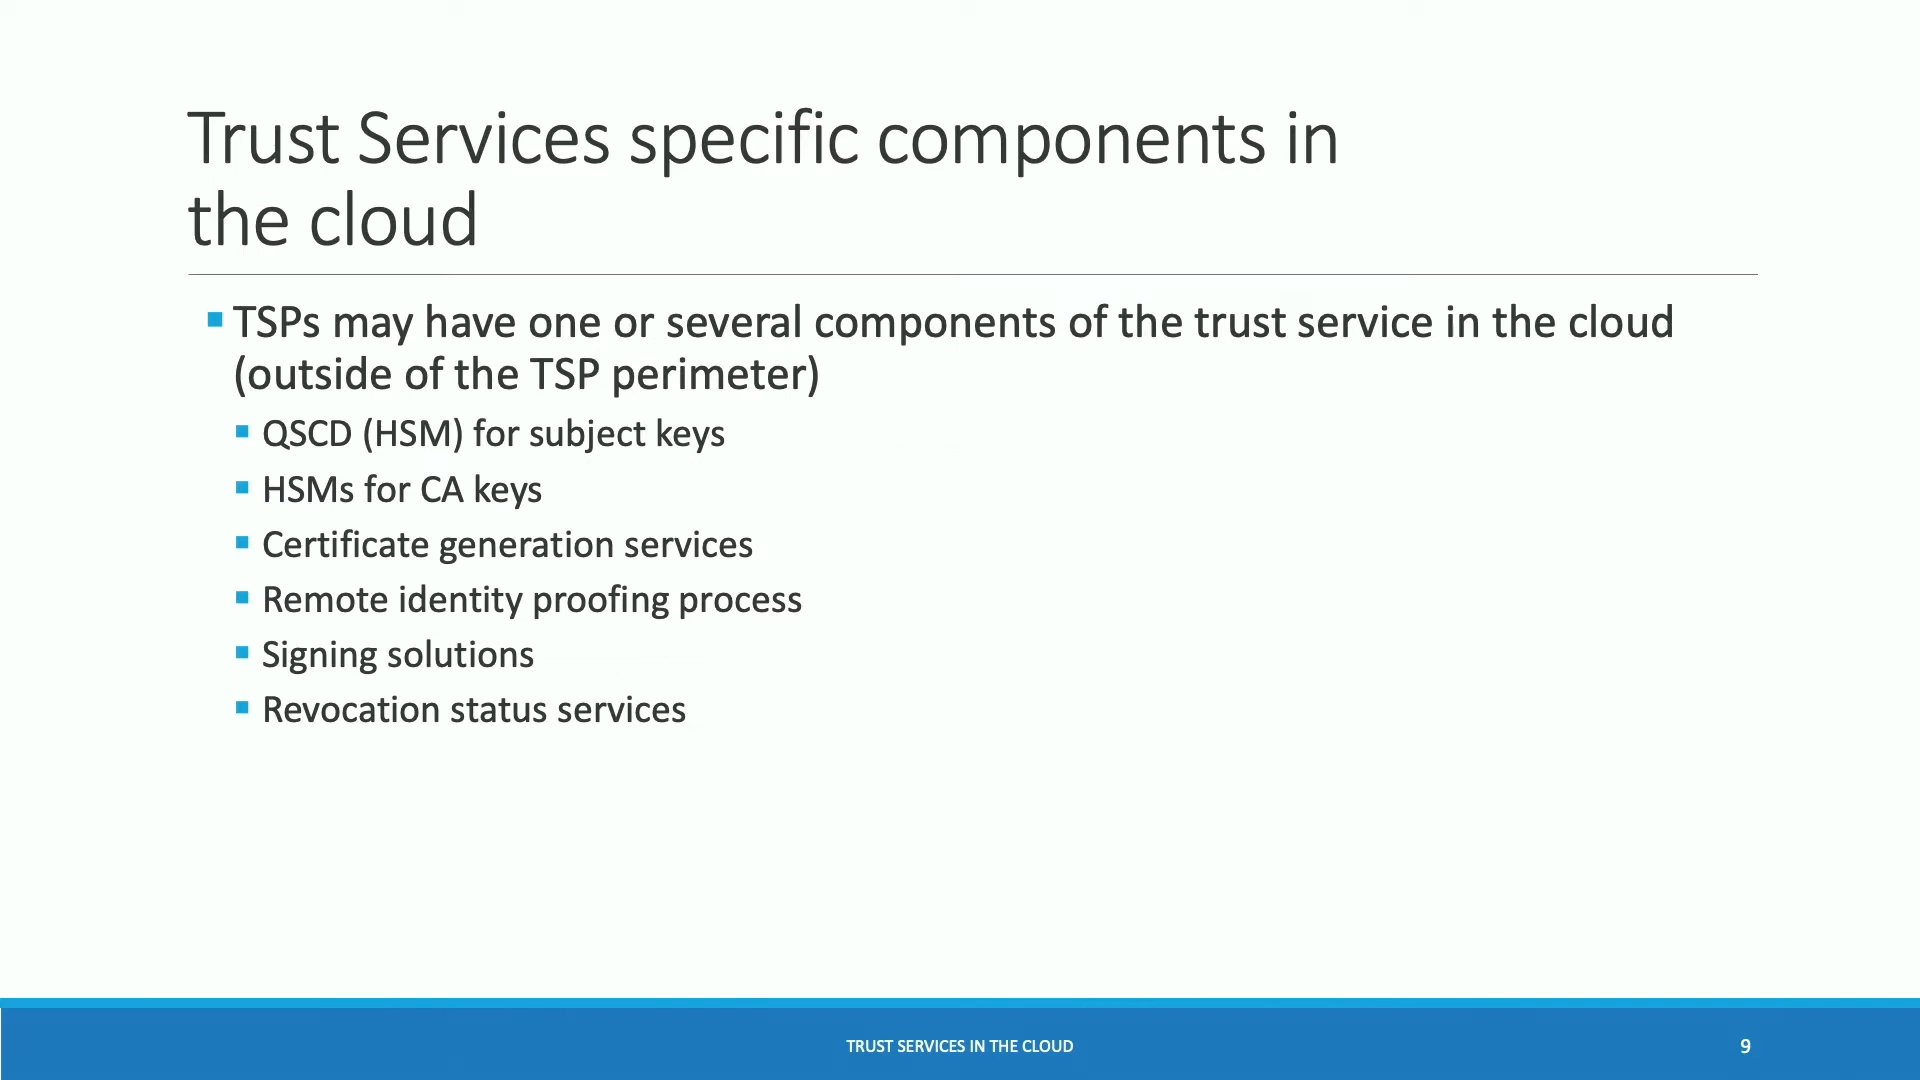 Trust Services specific components in
the cloud
TSPs may have one or several components of the trust service in the cloud
(outside of the TSP perimeter)
QSCD (HSM) for subject keys
HSMs for CA keys
Certificate generation services
Remote identity proofing process
Signing solutions
Revocation status services
TRUST SERVICES IN THE CLOUD
9